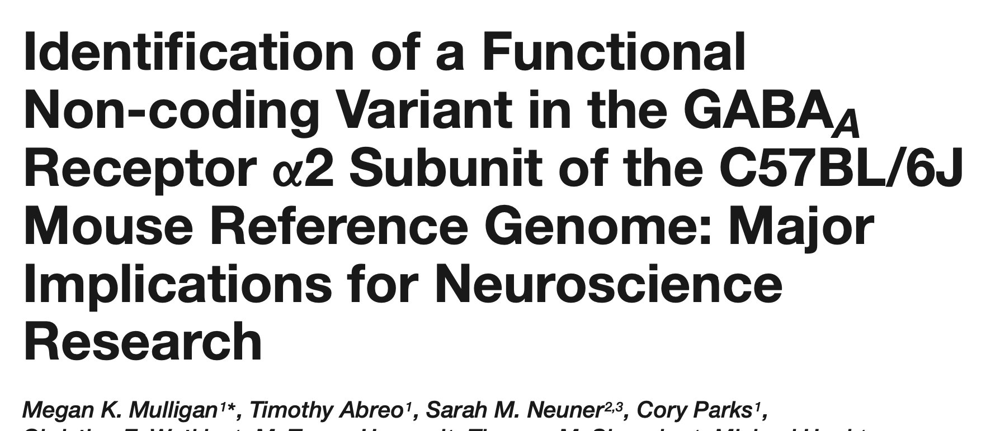 Identification of a Functional
Non-coding Variant in the GABAA
Receptor α2 Subunit of the C57BL/6J
Mouse Reference Genome: Major
Implications for Neuroscience
Research
Megan K. Mulligan1*, Timothy Abreo1, Sarah M. Neuner2,3, Cory Parks1,